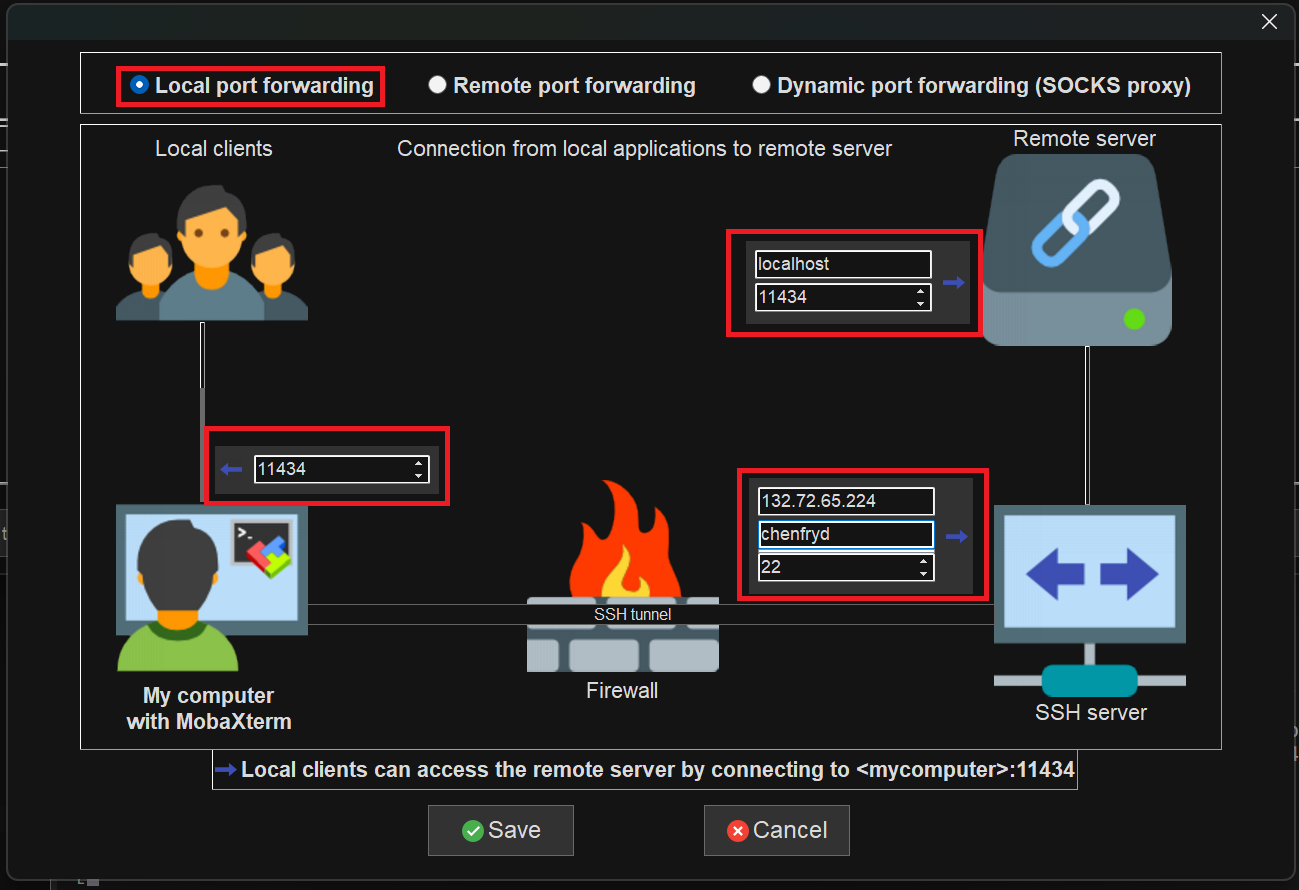 Local port forwarding
Remote port forwarding
Dynamic port forwarding (SOCKS proxy)
Local clients
Connection from local applications to remote server
Remote server
localhost
11434
11434
132.72.65.224
chenfryd
22
>_
SSH tunnel
Firewall
My computer
with MobaXterm
SSH server
Local clients can access the remote server by connecting to <mycomputer>:11434
Save
Cancel